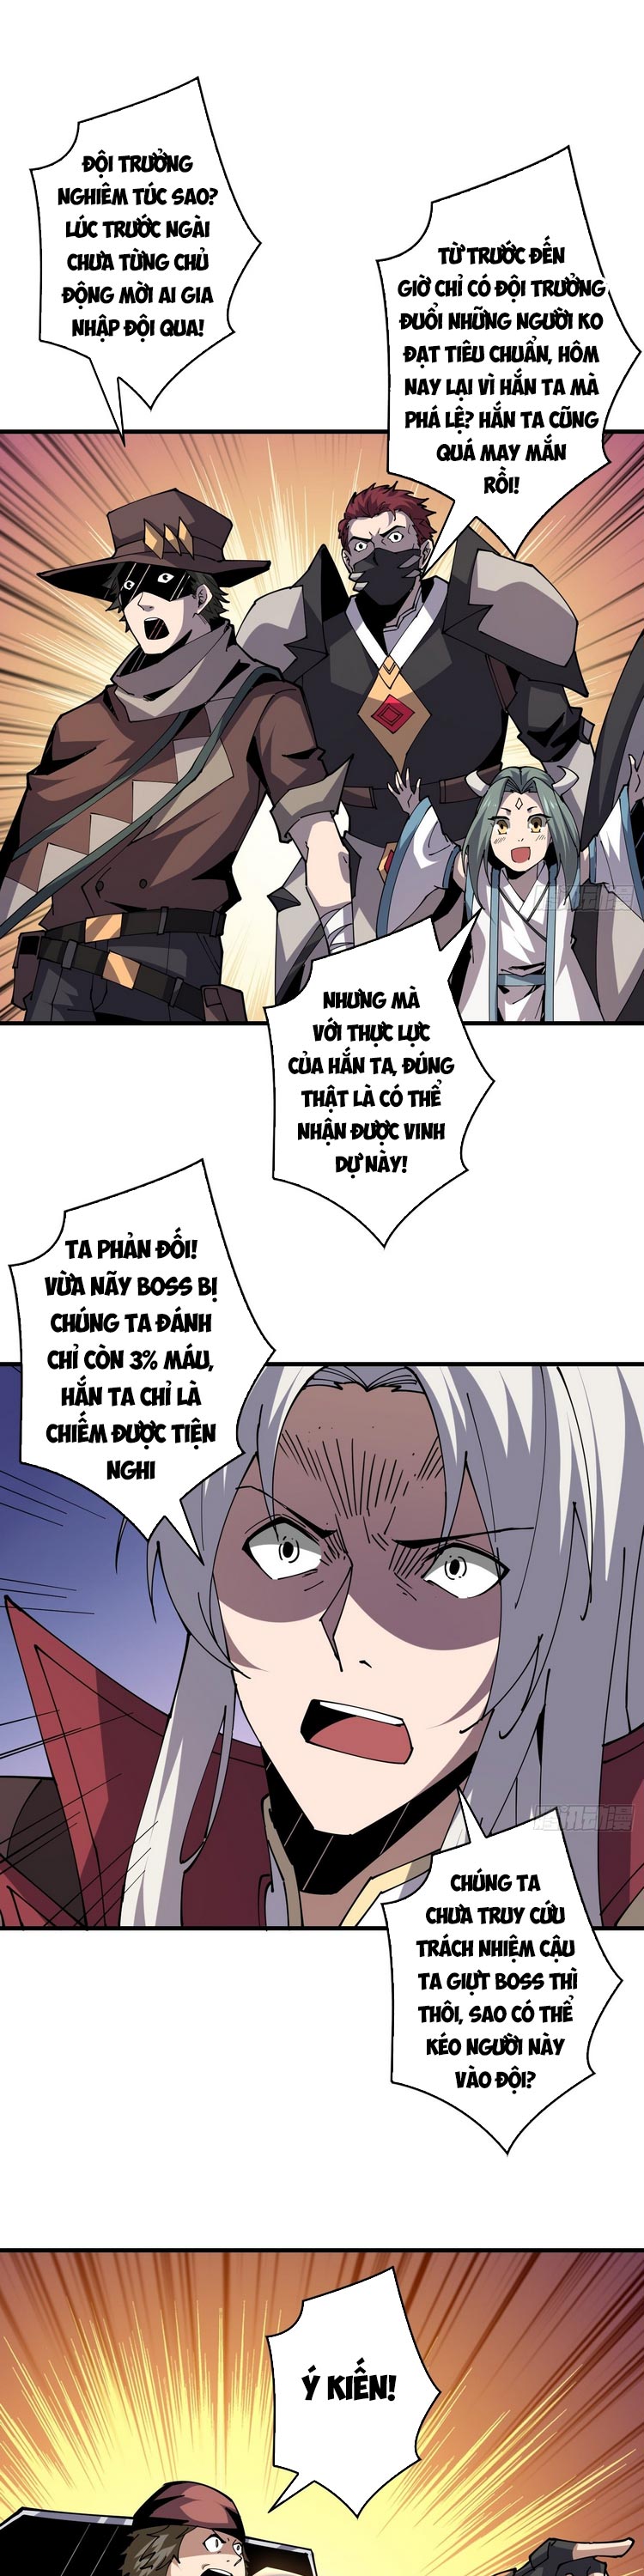 ĐỘI TRƯỞNG
NGHIÊM TÚC SAO?
LÚC TRƯỚC NGÀI
CHƯA TỪNG CHỦ
ĐỘNG MỜI AI GIA
NHẬP ĐỘI QUA!
TỪ TRƯỚC ĐẾN
GIỜ CHỈ CÓ ĐỘI TRƯỞNG
ĐUỔI NHỮNG NGƯỜI KO
ĐẠT TIÊU CHUẨN, HÔM
NAY LẠI VÌ HẮN TA MÀ
PHÁ LỆ? HẮN TA CŨNG
QUÁ MAY MẮN
RỒI!
NHƯNG MÀ
VỚI THỰC LỰC
CỦA HẮN TA, ĐÚNG
THẬT LÀ CÓ THỂ
NHẬN ĐƯỢC VINH
DỰ NÀY!
TA PHẢN ĐỐI!
VỪA NÃY BOSS BỊ
CHÚNG TA ĐÁNH
CHỈ CÒN 3% MÁU,
HẮN TA CHỈ LÀ
CHIẾM ĐƯỢC TIỆN
NGHI
CHÚNG TA
CHƯA TRUY CỨU
TRÁCH NHIỆM CẬU
TA GIỰT BOSS THÌ
THÔI, SAO CÓ THỂ
KÉO NGƯỜI NÀY
VÀO ĐỘI?
Ý KIẾN!